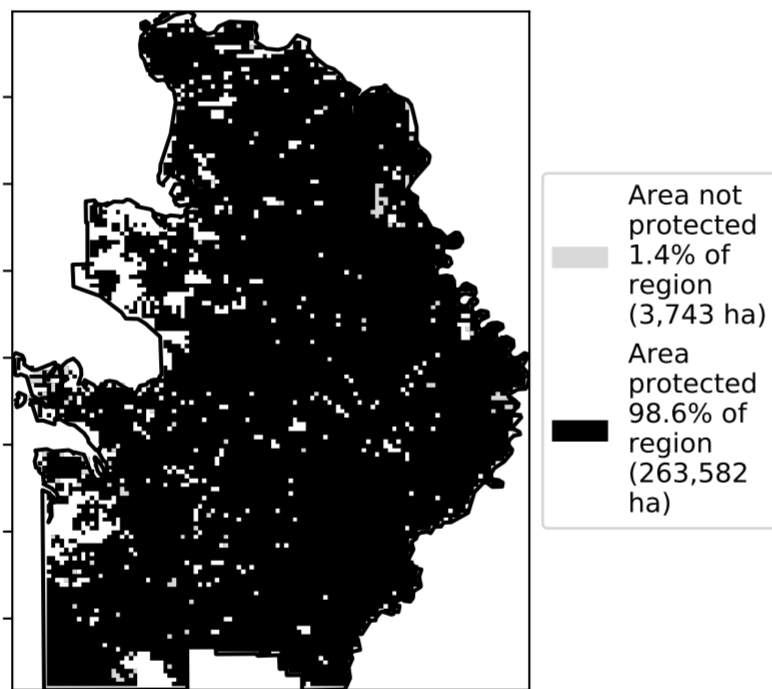 Area not
protected
1.4% of
region
(3,743 ha)
Area
protected
98.6% of
region
(263,582
ha)